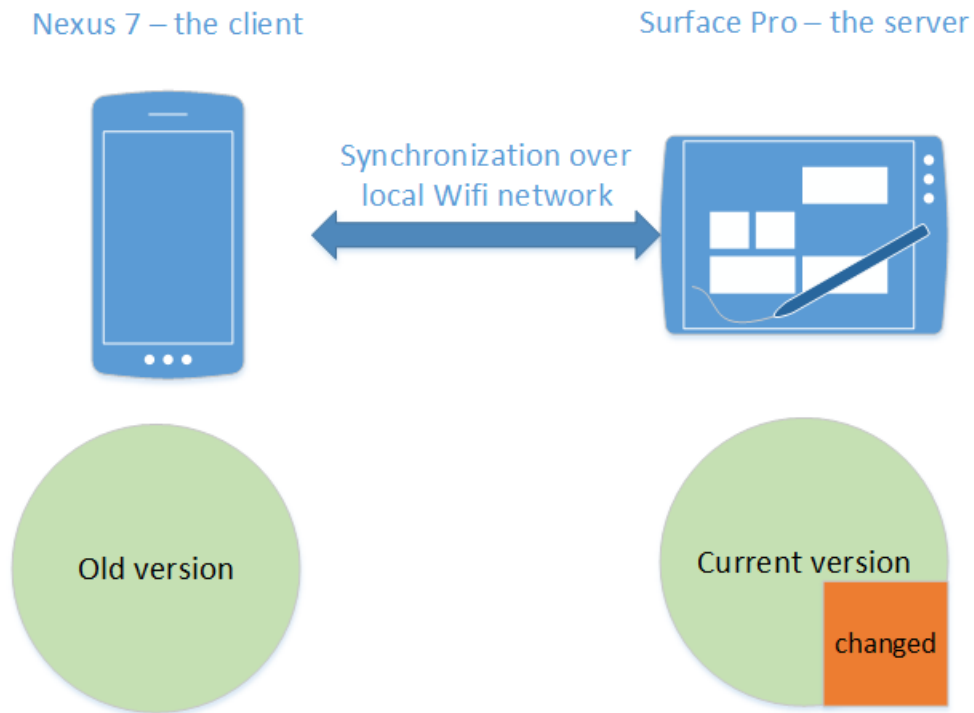 Nexus 7 – the client
Surface Pro – the server
Synchronization over
local Wifi network
Old version
Current version
changed